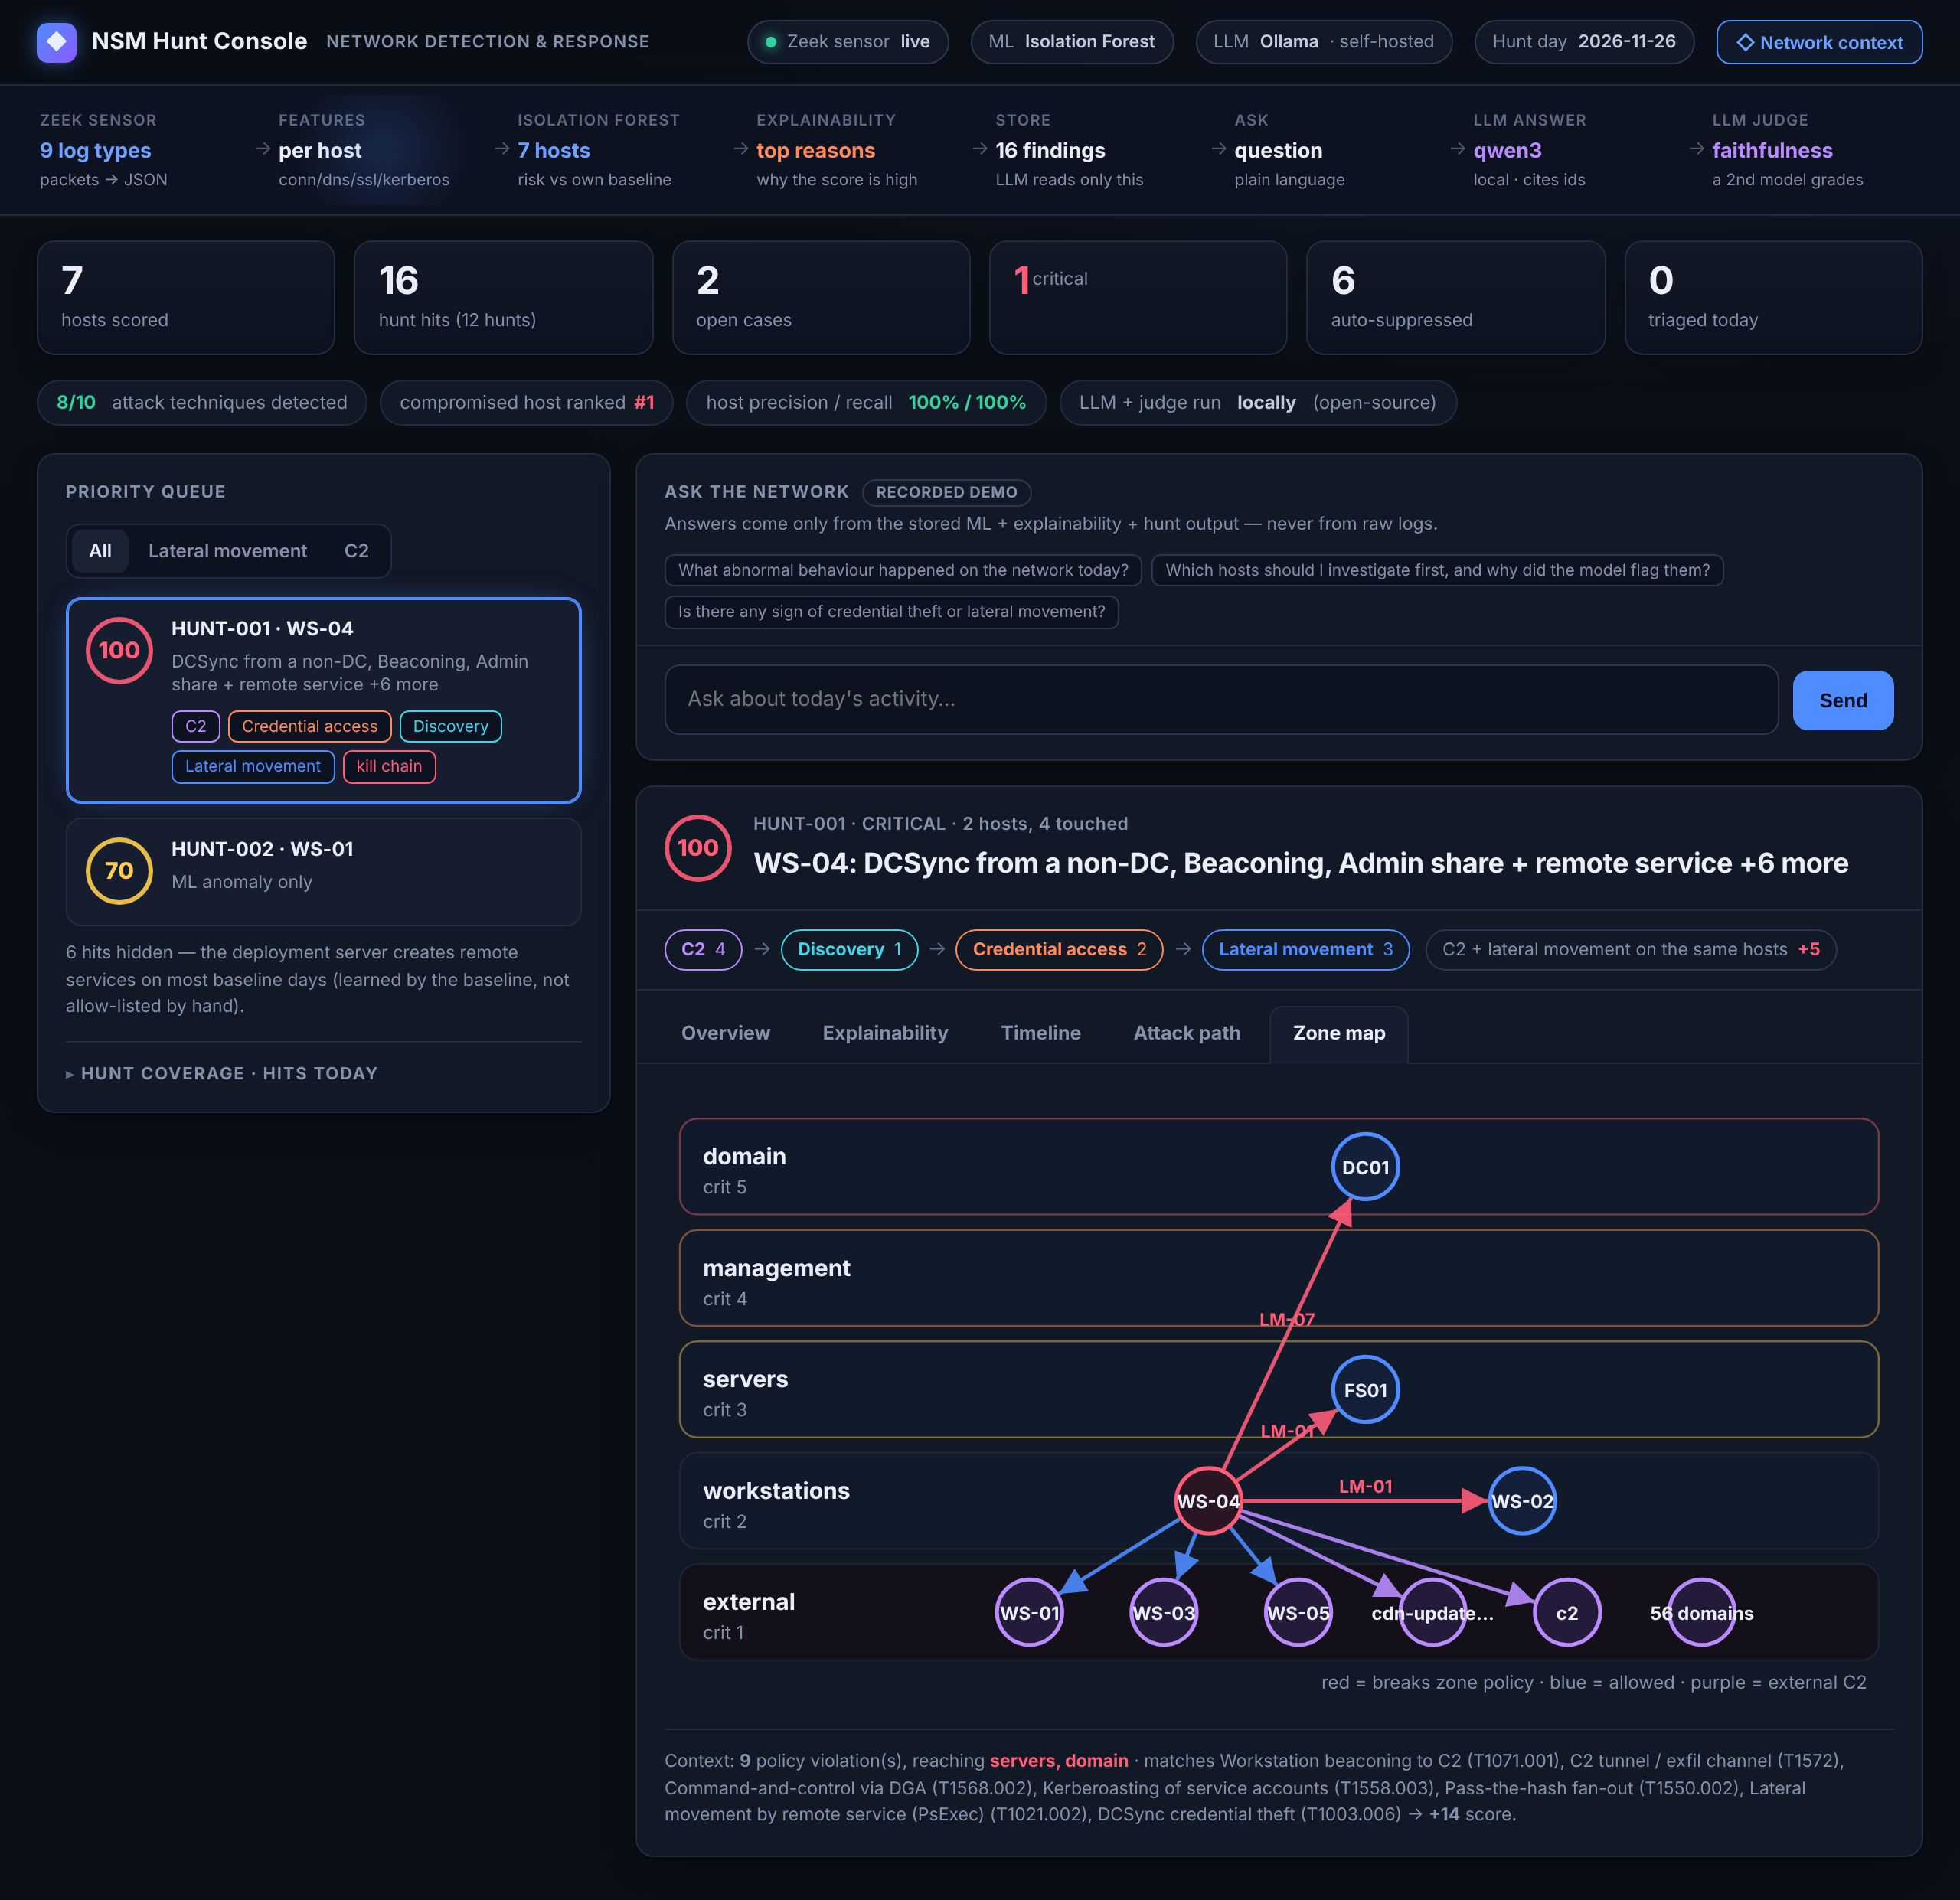 NSM Hunt Console NETWORK DETECTION & RESPONSE
Zeek sensor live
ML Isolation Forest
LLM Ollama · self-hosted
Hunt day 2026-11-26
◇ Network context
ZEEK SENSOR
9 log types
packets → JSON
→
FEATURES
per host
conn/dns/ssl/kerberos
→
ISOLATION FOREST
7 hosts
risk vs own baseline
→
EXPLAINABILITY
top reasons
why the score is high
→
STORE
16 findings
LLM reads only this
→
ASK
question
plain language
→
LLM ANSWER
qwen3
local · cites ids
→
LLM JUDGE
faithfulness
a 2nd model grades
7
hosts scored
16
hunt hits (12 hunts)
2
open cases
1 critical
6
auto-suppressed
0
triaged today
8/10 attack techniques detected
compromised host ranked #1
host precision / recall 100% / 100%
LLM + judge run locally (open-source)
PRIORITY QUEUE
All Lateral movement C2
100
HUNT-001 · WS-04
DCSync from a non-DC, Beaconing, Admin
share + remote service +6 more
C2 Credential access Discovery
Lateral movement kill chain
70
HUNT-002 · WS-01
ML anomaly only
6 hits hidden — the deployment server creates remote
services on most baseline days (learned by the baseline, not
allow-listed by hand).
▸ HUNT COVERAGE · HITS TODAY
ASK THE NETWORK RECORDED DEMO
Answers come only from the stored ML + explainability + hunt output — never from raw logs.
What abnormal behaviour happened on the network today?
Which hosts should I investigate first, and why did the model flag them?
Is there any sign of credential theft or lateral movement?
Ask about today's activity...
Send
100
HUNT-001 · CRITICAL · 2 hosts, 4 touched
WS-04: DCSync from a non-DC, Beaconing, Admin share + remote service +6 more
C2 4 → Discovery 1 → Credential access 2 → Lateral movement 3 C2 + lateral movement on the same hosts +5
Overview Explainability Timeline Attack path Zone map
domain
crit 5
DC01
management
crit 4
LM-07
servers
crit 3
FS01
LM-01
workstations
crit 2
WS-04
LM-01
WS-02
external
crit 1
WS-01
WS-03
WS-05
cdn-update...
c2
56 domains
red = breaks zone policy · blue = allowed · purple = external C2
Context: 9 policy violation(s), reaching servers, domain · matches Workstation beaconing to C2 (T1071.001), C2 tunnel / exfil channel (T1572),
Command-and-control via DGA (T1568.002), Kerberoasting of service accounts (T1558.003), Pass-the-hash fan-out (T1550.002), Lateral
movement by remote service (PsExec) (T1021.002), DCSync credential theft (T1003.006) → +14 score.